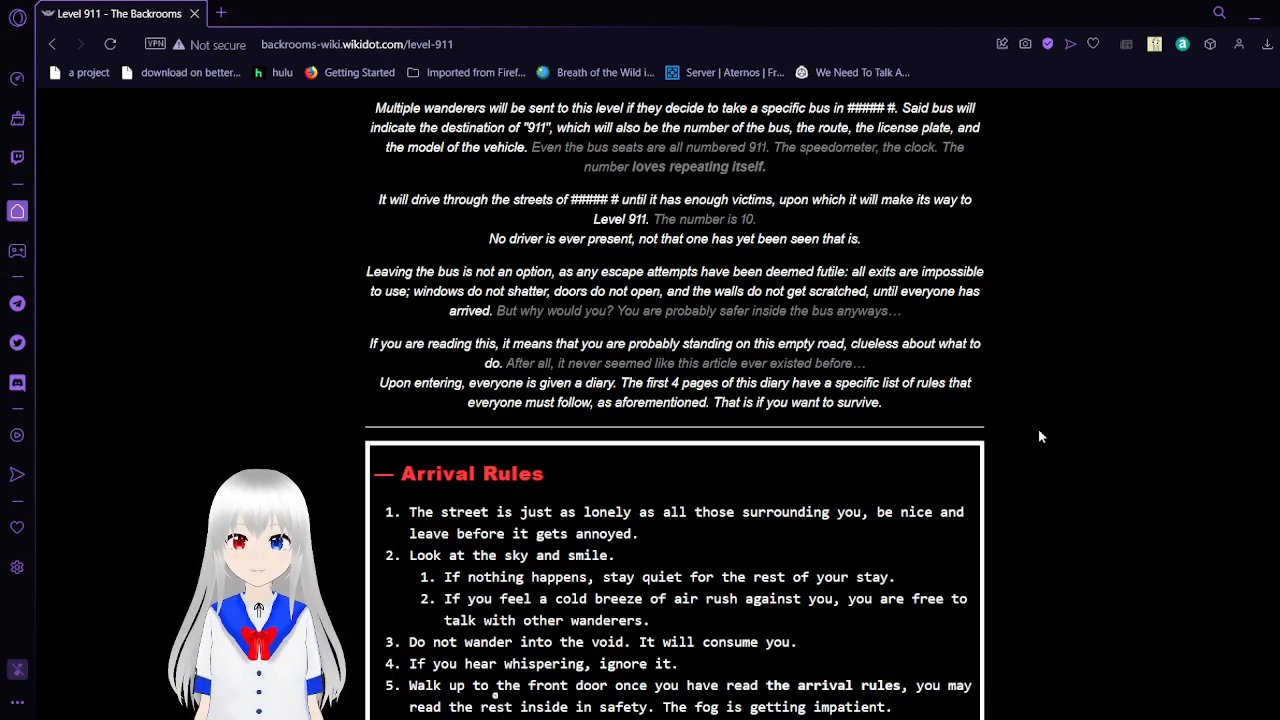 Level 911 - The Backrooms
VPN Not secure backrooms-wiki.wikidot.com/level-911
a project download on better... hulu Getting Started Imported from Firef... Breath of the Wild i... Server | Aternos | Fr... We Need To Talk A...
Multiple wanderers will be sent to this level if they decide to take a specific bus in ##### #. Said bus will
indicate the destination of "911", which will also be the number of the bus, the route, the license plate, and
the model of the vehicle. Even the bus seats are all numbered 911. The speedometer, the clock. The
number loves repeating itself.
It will drive through the streets of ##### # until it has enough victims, upon which it will make its way to
Level 911. The number is 10.
No driver is ever present, not that one has yet been seen that is.
Leaving the bus is not an option, as any escape attempts have been deemed futile: all exits are impossible
to use; windows do not shatter, doors do not open, and the walls do not get scratched, until everyone has
arrived. But why would you? You are probably safer inside the bus anyways…
If you are reading this, it means that you are probably standing on this empty road, clueless about what to
do. After all, it never seemed like this article ever existed before…
Upon entering, everyone is given a diary. The first 4 pages of this diary have a specific list of rules that
everyone must follow, as aforementioned. That is if you want to survive.
— Arrival Rules
1. The street is just as lonely as all those surrounding you, be nice and
leave before it gets annoyed.
2. Look at the sky and smile.
1. If nothing happens, stay quiet for the rest of your stay.
2. If you feel a cold breeze of air rush against you, you are free to
talk with other wanderers.
3. Do not wander into the void. It will consume you.
4. If you hear whispering, ignore it.
5. Walk up to the front door once you have read the arrival rules, you may
read the rest inside in safety. The fog is getting impatient.